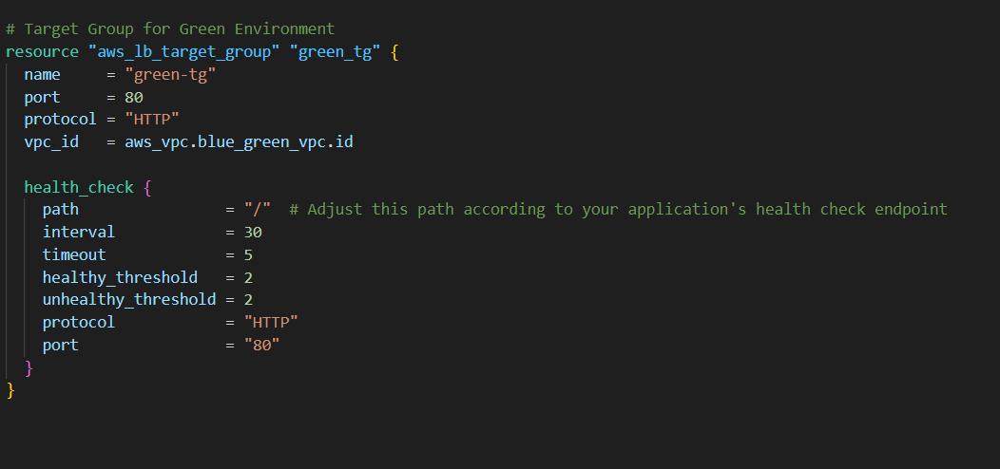 # Target Group for Green Environment
resource "aws_lb_target_group" "green_tg" {
  name     = "green-tg"
  port     = 80
  protocol = "HTTP"
  vpc_id   = aws_vpc.blue_green_vpc.id

  health_check {
    path                = "/"  # Adjust this path according to your application's health check endpoint
    interval            = 30
    timeout             = 5
    healthy_threshold   = 2
    unhealthy_threshold = 2
    protocol            = "HTTP"
    port                = "80"
  }
}